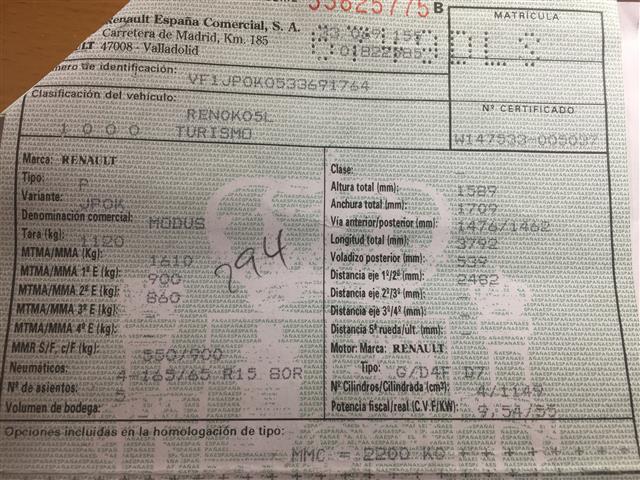 55625775 B
Renault España Comercial, S. A.
Carretera de Madrid, Km. 185
47008 - Valladolid
MATRÍCULA
DLS
número de identificación:
VF1JP0K0533691764
Nº CERTIFICADO
W147533-005097
Clasificación del vehículo:
RENOK05L
1000 TURISMO
Marca: RENAULT
Tipo: P
Variante: JP0K
Denominación comercial: MODUS
Tara (kg): 1120
MTMA/MMA (kg): 1610
MTMA/MMA 1º E (kg): 900
MTMA/MMA 2º E (kg): 860
MTMA/MMA 3º E (kg): -
MTMA/MMA 4º E (kg): -
MMR S/F, c/F (kg): 550/900
Neumáticos: 4-165/65 R15 80R
Nº de asientos: 5
Volumen de bodega: -
294
Clase: -
Altura total (mm): 1589
Anchura total (mm): 1709
Vía anterior/posterior (mm): 1476/1462
Longitud total (mm): 3792
Voladizo posterior (mm): 539
Distancia eje 1º/2º (mm): 2482
Distancia eje 2º/3º (mm): -
Distancia eje 3º/4º (mm): -
Distancia 5ª rueda/últ. (mm): -
Motor: Marca: RENAULT
Tipo: G/D4F D7
Nº Cilindros/Cilindrada (cm³): 4/1149
Potencia fiscal/real (C.V.F/KW): 9,54/55
Opciones incluidas en la homologación de tipo:
MMC = 2200 KG